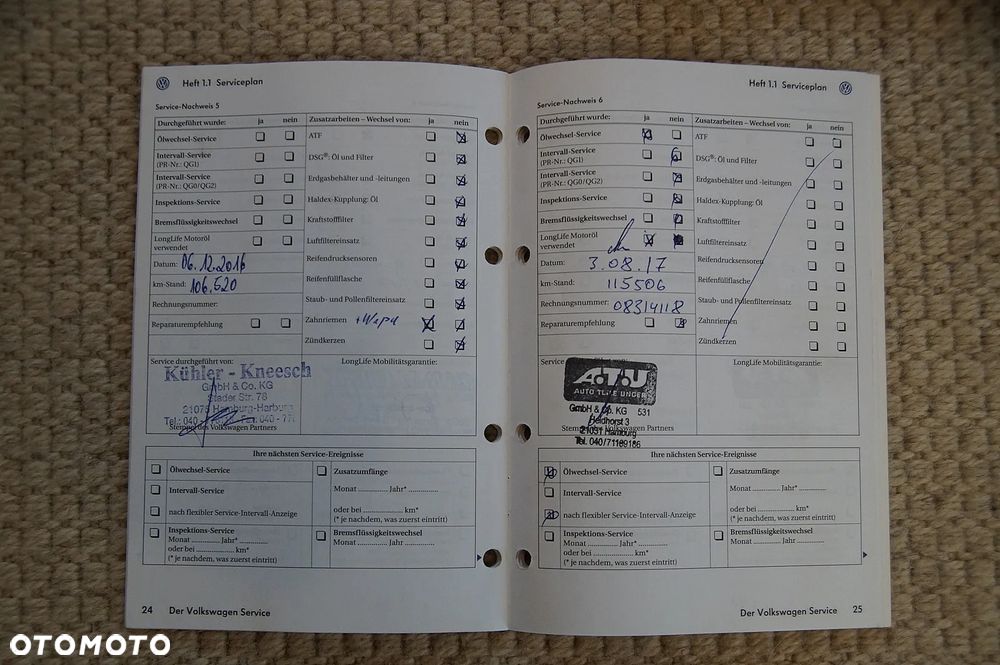 Heft 1.1 Serviceplan
Service-Nachweis 5
Durchgeführt wurde: ja nein
Ölwechsel-Service
Intervall-Service
(PR-Nr.: QG1)
Intervall-Service
(PR-Nr.: QG0/QG2)
Inspektions-Service
Bremsflüssigkeitswechsel
LongLife Motoröl
verwendet
Datum: 06.12.2016
km-Stand: 106.520
Rechnungsnummer:
Reparaturempfehlung
Zusatzarbeiten – Wechsel von: ja nein
ATF
DSG®: Öl und Filter
Erdgasbehälter und -leitungen
Haldex-Kupplung: Öl
Kraftstofffilter
Luftfiltereinsatz
Reifendrucksensoren
Reifenfüllflasche
Staub- und Pollenfiltereinsatz
Zahnriemen + Wapu
Zündkerzen
Service durchgeführt von:
Kühler - Kneesch
GmbH & Co. KG
Stader Str. 78
21075 Hamburg-Harburg
Tel.: 040 -
Stempel des Volkswagen Partners
LongLife Mobilitätsgarantie:
Ihre nächsten Service-Ereignisse
Ölwechsel-Service
Intervall-Service
nach flexibler Service-Intervall-Anzeige
Inspektions-Service
Monat ............ Jahr* ............
oder bei .................. km*
(* je nachdem, was zuerst eintritt)
Zusatzumfänge
Monat ............ Jahr* ............
oder bei .................. km*
(* je nachdem, was zuerst eintritt)
Bremsflüssigkeitswechsel
Monat ............ Jahr ............
24 Der Volkswagen Service
Heft 1.1 Serviceplan
Service-Nachweis 6
Durchgeführt wurde: ja nein
Ölwechsel-Service
Intervall-Service
(PR-Nr.: QG1)
Intervall-Service
(PR-Nr.: QG0/QG2)
Inspektions-Service
Bremsflüssigkeitswechsel
LongLife Motoröl
verwendet
Datum: 3.08.17
km-Stand: 115506
Rechnungsnummer: 08314118
Reparaturempfehlung
Zusatzarbeiten – Wechsel von: ja nein
ATF
DSG®: Öl und Filter
Erdgasbehälter und -leitungen
Haldex-Kupplung: Öl
Kraftstofffilter
Luftfiltereinsatz
Reifendrucksensoren
Reifenfüllflasche
Staub- und Pollenfiltereinsatz
Zahnriemen
Zündkerzen
Service
A.T.U
AUTO TEILE UNGER
GmbH & Co. KG 531
21031 Hamburg
Tel. 040/
Stempel des Volkswagen Partners
LongLife Mobilitätsgarantie:
Ihre nächsten Service-Ereignisse
Ölwechsel-Service
Intervall-Service
nach flexibler Service-Intervall-Anzeige
Inspektions-Service
Monat ............ Jahr* ............
oder bei .................. km*
(* je nachdem, was zuerst eintritt)
Zusatzumfänge
Monat ............ Jahr* ............
oder bei .................. km*
(* je nachdem, was zuerst eintritt)
Bremsflüssigkeitswechsel
Monat ............ Jahr ............
Der Volkswagen Service 25
OTOMOTO